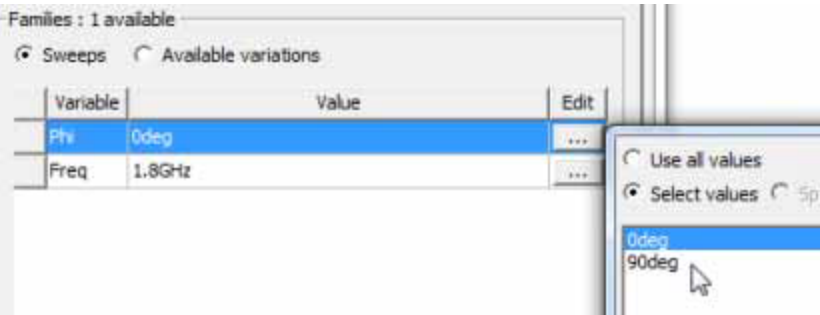 Families : 1 available
Sweeps Available variations
Variable Value Edit
Phi 0deg ...
Freq 1.8GHz ...
Use all values
Select values Sp
0deg
90deg